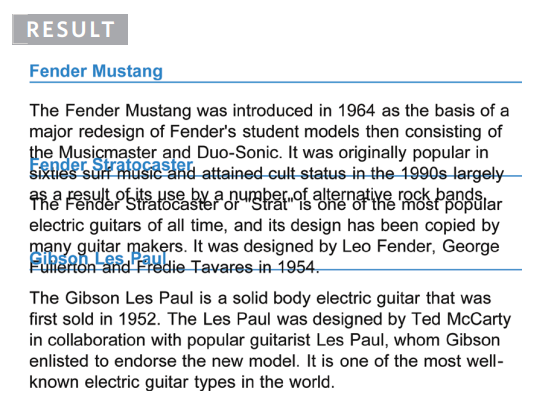 RESULT
Fender Mustang
The Fender Mustang was introduced in 1964 as the basis of a
major redesign of Fender's student models then consisting of
the Musicmaster and Duo-Sonic. It was originally popular in
Fender Stratocaster
sixties surf music and attained cult status in the 1990s largely
as a result of its use by a number of alternative rock bands.
The Fender Stratocaster or "Strat" is one of the most popular
electric guitars of all time, and its design has been copied by
many guitar makers. It was designed by Leo Fender, George
Gibson Les Paul
Fullerton and Fredie Tavares in 1954.
The Gibson Les Paul is a solid body electric guitar that was
first sold in 1952. The Les Paul was designed by Ted McCarty
in collaboration with popular guitarist Les Paul, whom Gibson
enlisted to endorse the new model. It is one of the most well-
known electric guitar types in the world.